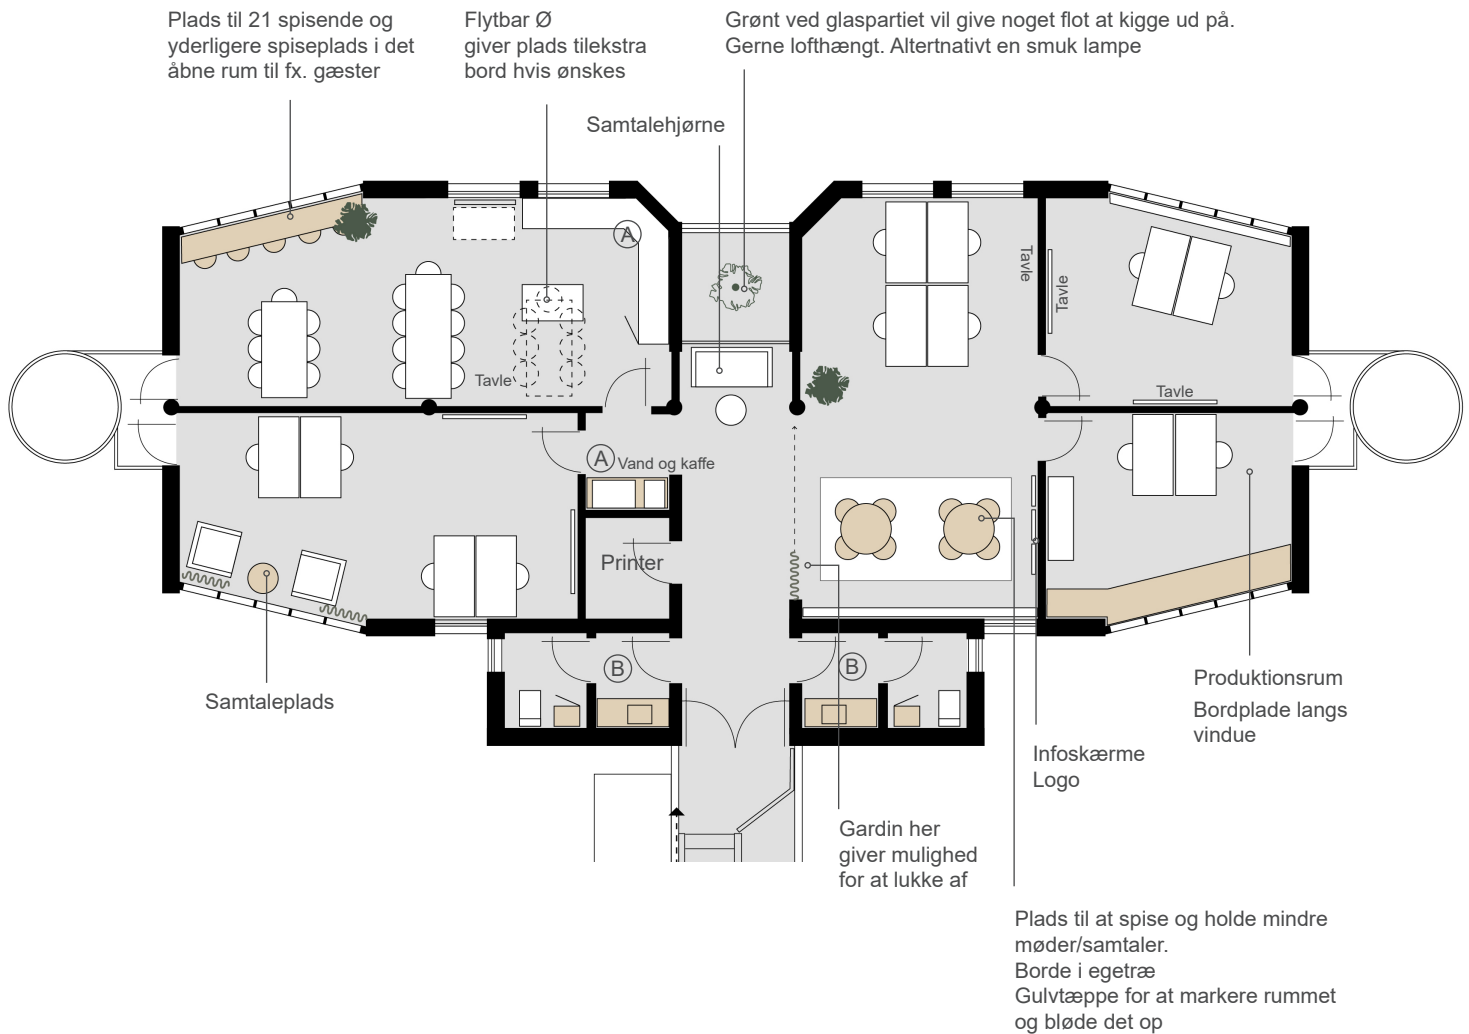 Plads til 21 spisende og
yderligere spiseplads i det
åbne rum til fx. gæster
Flytbar Ø
giver plads tilekstra
bord hvis ønskes
Grønt ved glaspartiet vil give noget flot at kigge ud på.
Gerne lofthængt. Altertnativt en smuk lampe
Samtalehjørne
A
Tavle
Tavle
Tavle
Tavle
A Vand og kaffe
Printer
B
B
Samtaleplads
Produktionsrum
Bordplade langs
vindue
Infoskærme
Logo
Gardin her
giver mulighed
for at lukke af
Plads til at spise og holde mindre
møder/samtaler.
Borde i egetræ
Gulvtæppe for at markere rummet
og bløde det op